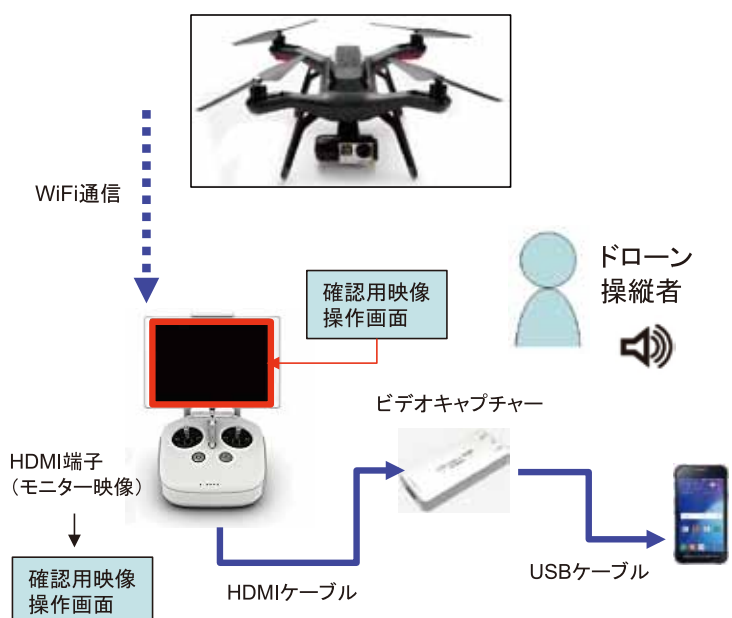 WiFi通信
ドローン
操縦者
確認用映像
操作画面
ビデオキャプチャー
HDMI端子
（モニター映像）
確認用映像
操作画面
HDMIケーブル
USBケーブル